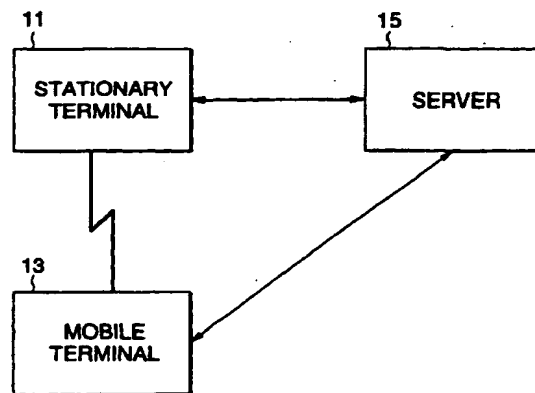 11
STATIONARY
TERMINAL
15
SERVER
13
MOBILE
TERMINAL